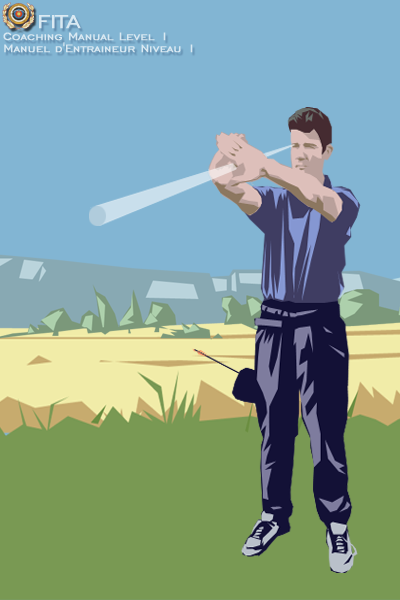 FITA
Coaching Manual Level 1
Manuel d'Entraineur Niveau 1